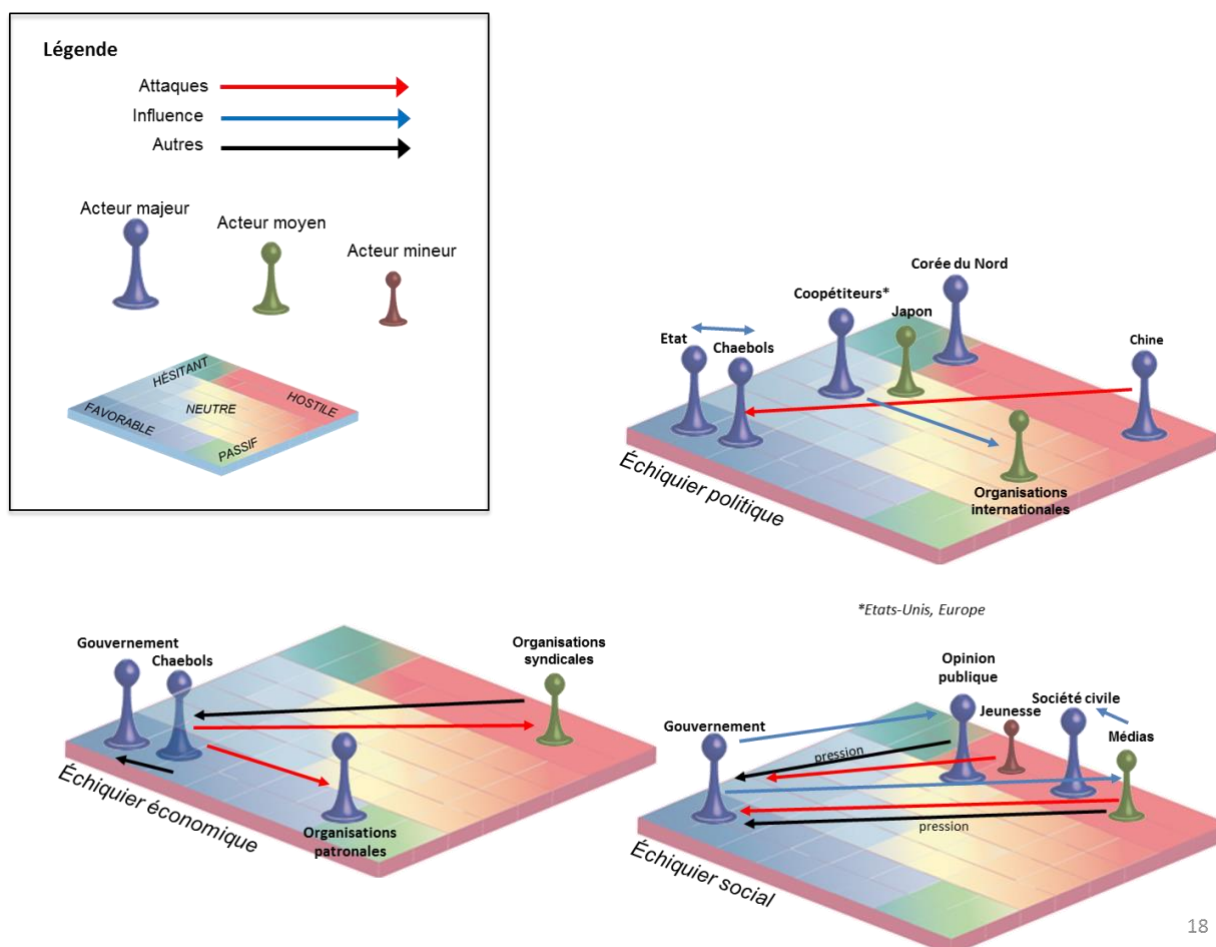 Légende
Attaques
Influence
Autres
Acteur majeur
Acteur moyen
Acteur mineur
HÉSITANT
HOSTILE
NEUTRE
FAVORABLE
PASSIF
Corée du Nord
Coopétiteurs*
Japon
Etat
Chaebols
Chine
Organisations
internationales
Échiquier politique
*Etats-Unis, Europe
Gouvernement
Chaebols
Organisations
syndicales
Organisations
patronales
Échiquier économique
Opinion
publique
Société civile
Jeunesse
Gouvernement
Médias
pression
pression
Échiquier social
18